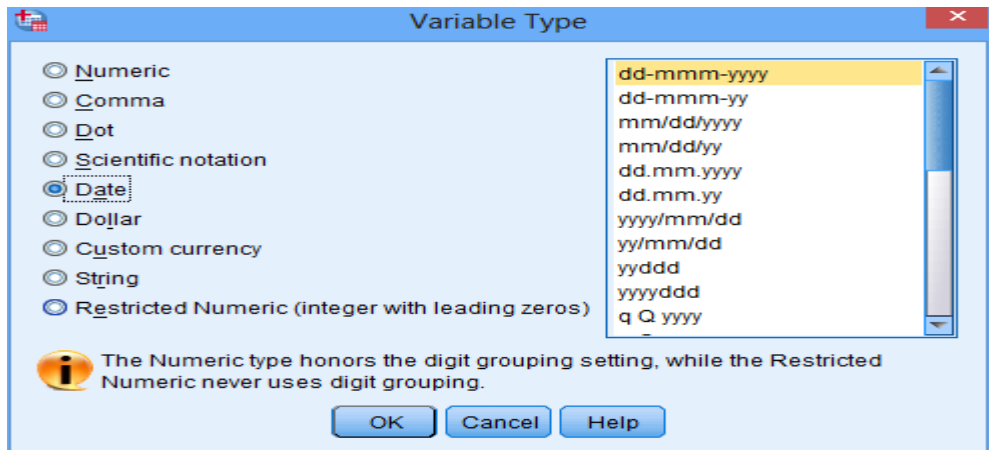 Variable Type
Numeric
Comma
Dot
Scientific notation
Date
Dollar
Custom currency
String
Restricted Numeric (integer with leading zeros)
dd-mmm-yyyy
dd-mmm-yy
mm/dd/yyyy
mm/dd/yy
dd.mm.yyyy
dd.mm.yy
yyyy/mm/dd
yy/mm/dd
yyddd
yyyyddd
q Q yyyy
The Numeric type honors the digit grouping setting, while the Restricted
Numeric never uses digit grouping.
OK
Cancel
Help